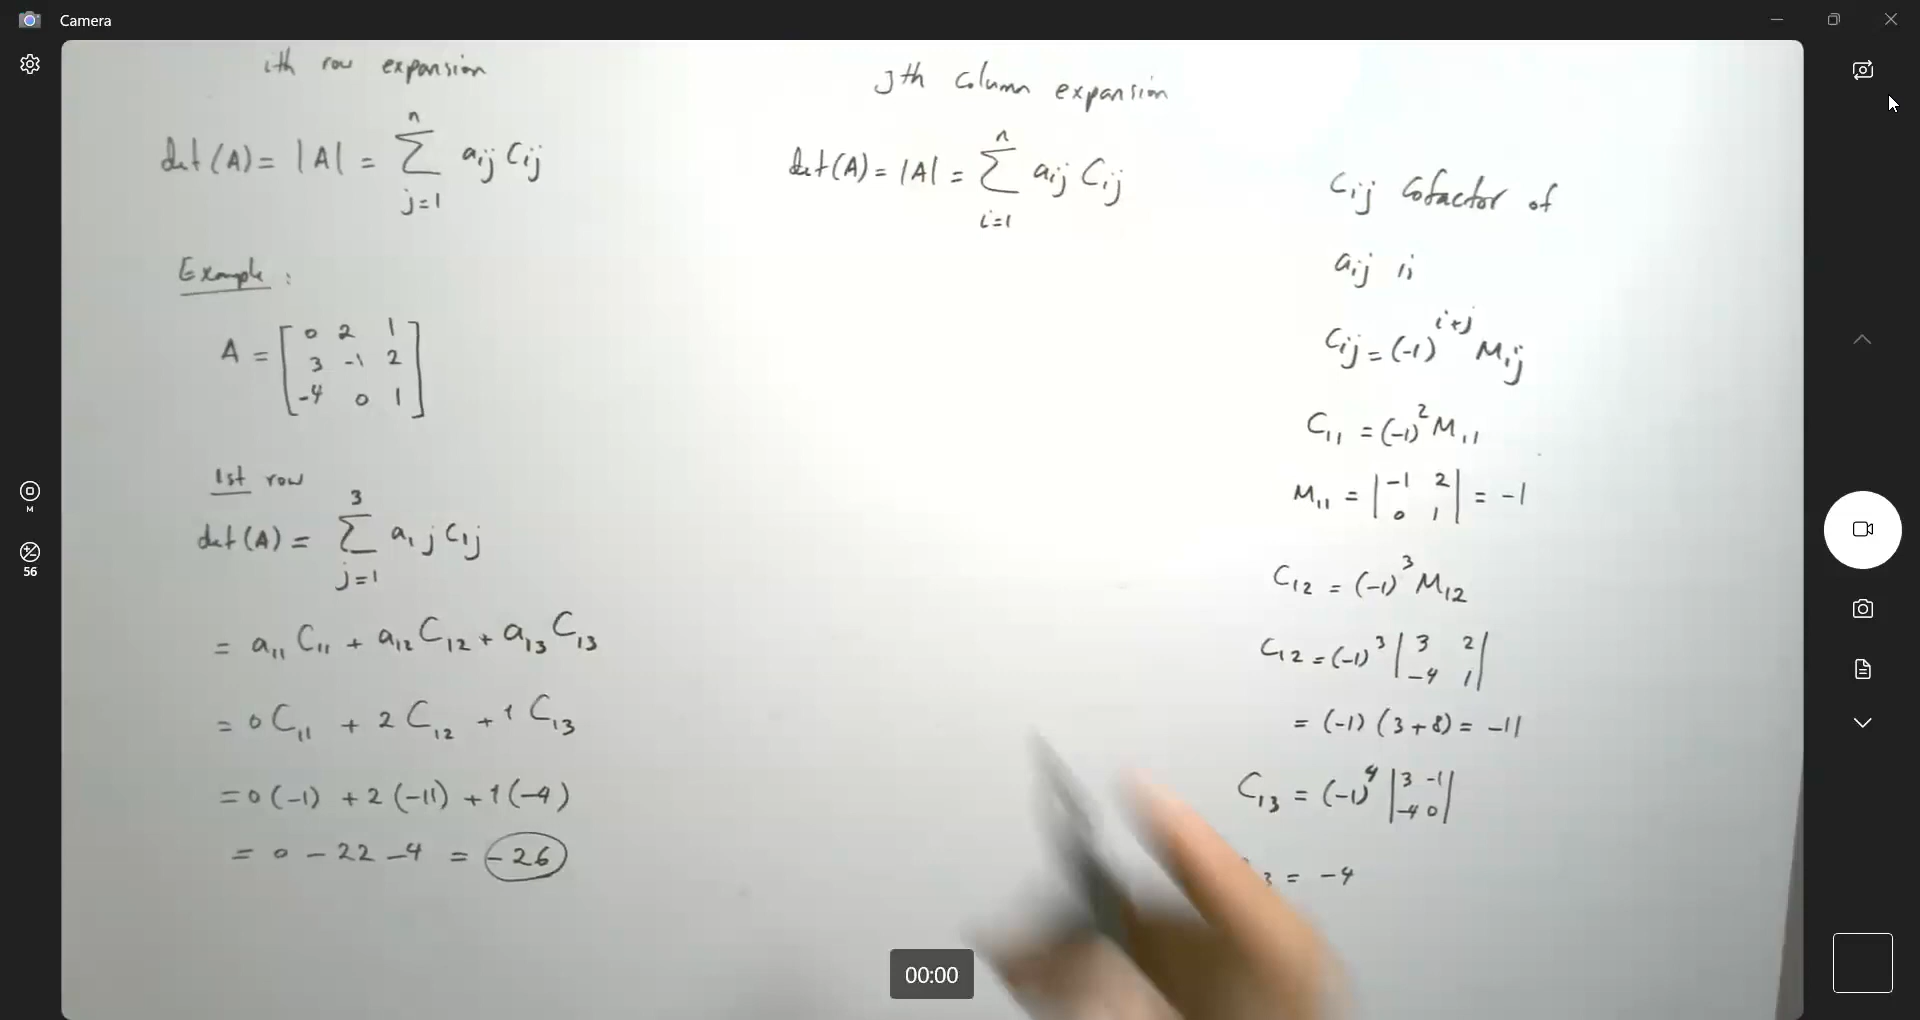 Camera
ith row expansion
det(A) = |A| = n ∑ j=1 aij Cij
Example :
A = [ 0 2 1
3 -1 2
-4 0 1 ]
1st row
det(A) = 3 ∑ j=1 a1j C1j
= a11 C11 + a12 C12 + a13 C13
= 0 C11 + 2 C12 + 1 C13
= 0(-1) + 2(-11) + 1(-4)
= 0 - 22 - 4 = -26
jth column expansion
det(A) = |A| = n ∑ i=1 aij Cij
Cij cofactor of
aij is
Cij = (-1)^i+j Mij
C11 = (-1)^2 M11
M11 = | -1 2
0 1 | = -1
C12 = (-1)^3 M12
C12 = (-1)^3 | 3 2
-4 1 |
= (-1) (3+8) = -11
C13 = (-1)^4 | 3 -1
-4 0 |
3 = -4
M
56
00:00